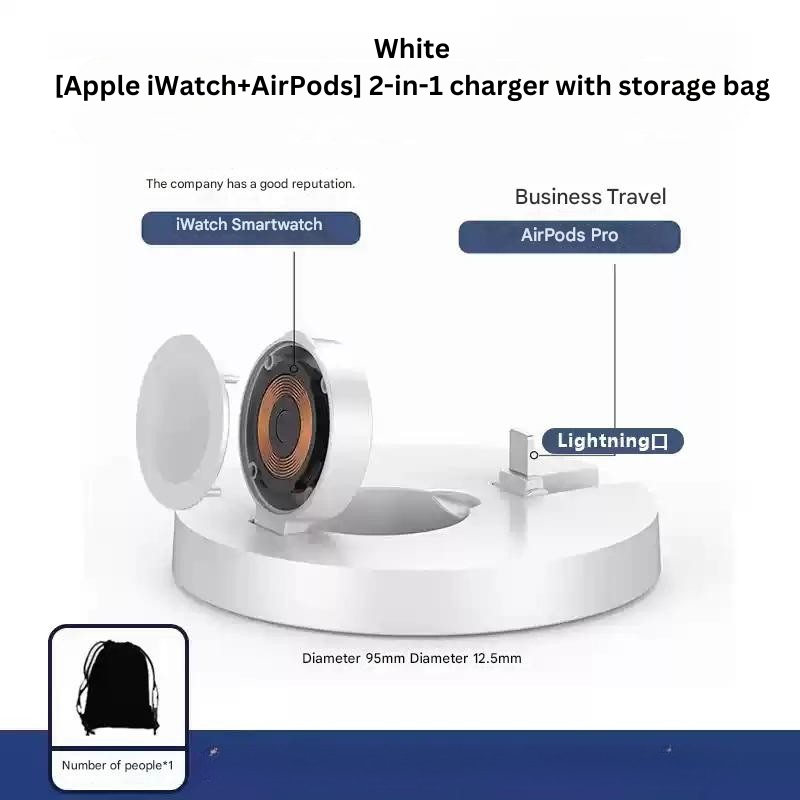 White
[Apple iWatch+AirPods] 2-in-1 charger with storage bag
The company has a good reputation.
iWatch Smartwatch
Business Travel
AirPods Pro
Lightning口
Diameter 95mm Diameter 12.5mm
Number of people*1